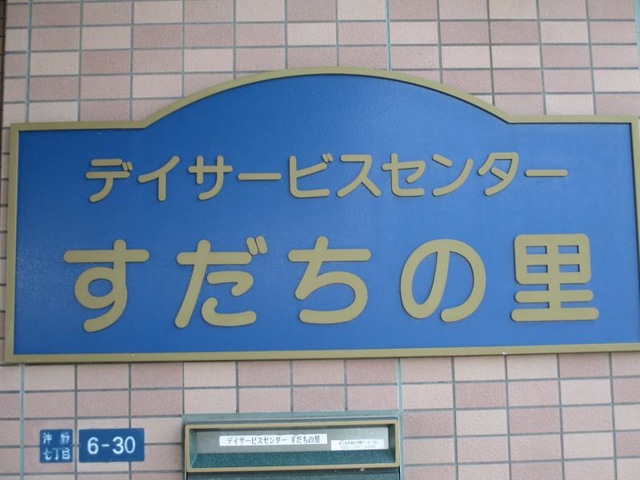 デイサービスセンター
すだちの里
デイサービスセンター すだちの里
沖野
七丁目
6-30